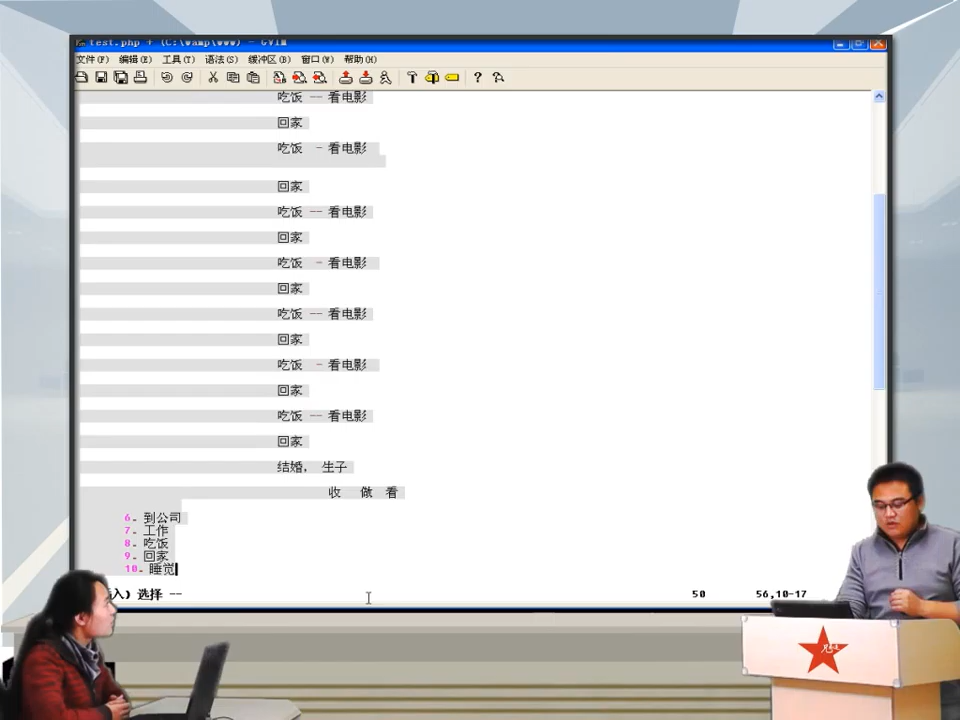 test.php + (C:\wamp\www) - GVIM
文件(F) 编辑(E) 工具(T) 语法(S) 缓冲区(B) 窗口(W) 帮助(H)
吃饭 -- 看电影
回家
吃饭 - 看电影
回家
吃饭 -- 看电影
回家
吃饭 - 看电影
回家
吃饭 -- 看电影
回家
吃饭 - 看电影
回家
吃饭 -- 看电影
回家
结婚， 生子
收 做 看
6. 到公司
7. 工作
8. 吃饭
9. 回家
10. 睡觉
入) 选择 -- 50 56,10-17